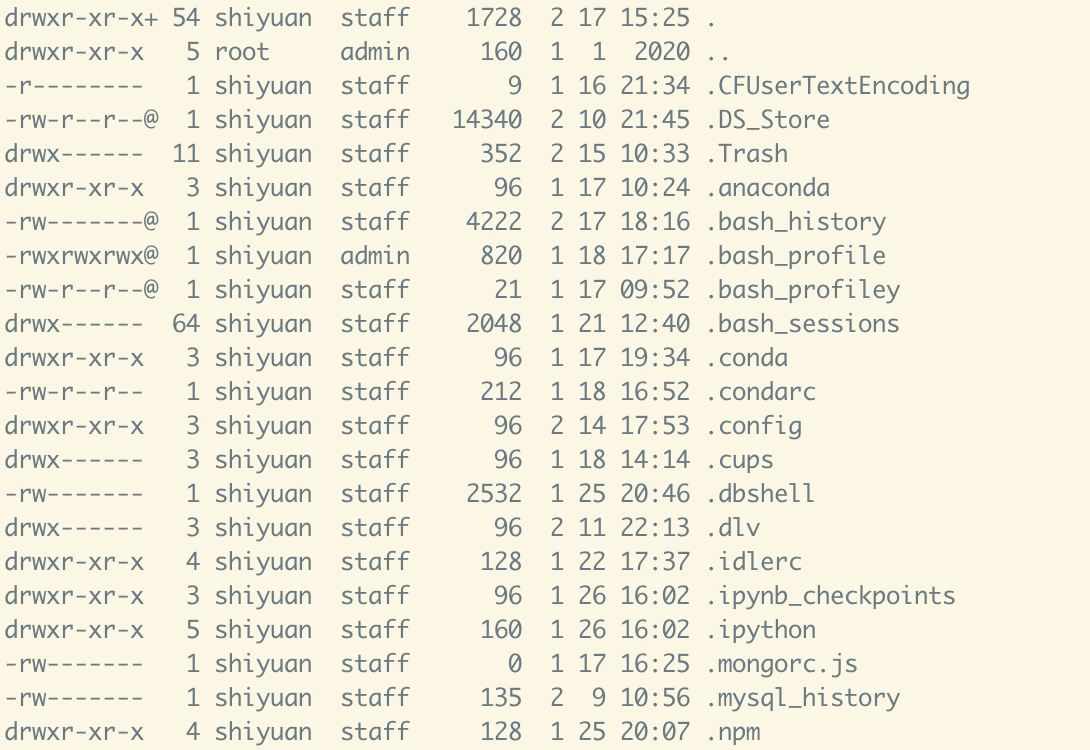 drwxr-xr-x+ 54 shiyuan  staff    1728  2 17 15:25 .
drwxr-xr-x   5 root     admin     160  1  1  2020 ..
-r--------   1 shiyuan  staff       9  1 16 21:34 .CFUserTextEncoding
-rw-r--r--@  1 shiyuan  staff   14340  2 10 21:45 .DS_Store
drwx------  11 shiyuan  staff     352  2 15 10:33 .Trash
drwxr-xr-x   3 shiyuan  staff      96  1 17 10:24 .anaconda
-rw-------@  1 shiyuan  staff    4222  2 17 18:16 .bash_history
-rwxrwxrwx@  1 shiyuan  admin     820  1 18 17:17 .bash_profile
-rw-r--r--@  1 shiyuan  staff      21  1 17 09:52 .bash_profiley
drwx------  64 shiyuan  staff    2048  1 21 12:40 .bash_sessions
drwxr-xr-x   3 shiyuan  staff      96  1 17 19:34 .conda
-rw-r--r--   1 shiyuan  staff     212  1 18 16:52 .condarc
drwxr-xr-x   3 shiyuan  staff      96  2 14 17:53 .config
drwx------   3 shiyuan  staff      96  1 18 14:14 .cups
-rw-------   1 shiyuan  staff    2532  1 25 20:46 .dbshell
drwx------   3 shiyuan  staff      96  2 11 22:13 .dlv
drwxr-xr-x   4 shiyuan  staff     128  1 22 17:37 .idlerc
drwxr-xr-x   3 shiyuan  staff      96  1 26 16:02 .ipynb_checkpoints
drwxr-xr-x   5 shiyuan  staff     160  1 26 16:02 .ipython
-rw-------   1 shiyuan  staff       0  1 17 16:25 .mongorc.js
-rw-------   1 shiyuan  staff     135  2  9 10:56 .mysql_history
drwxr-xr-x   4 shiyuan  staff     128  1 25 20:07 .npm